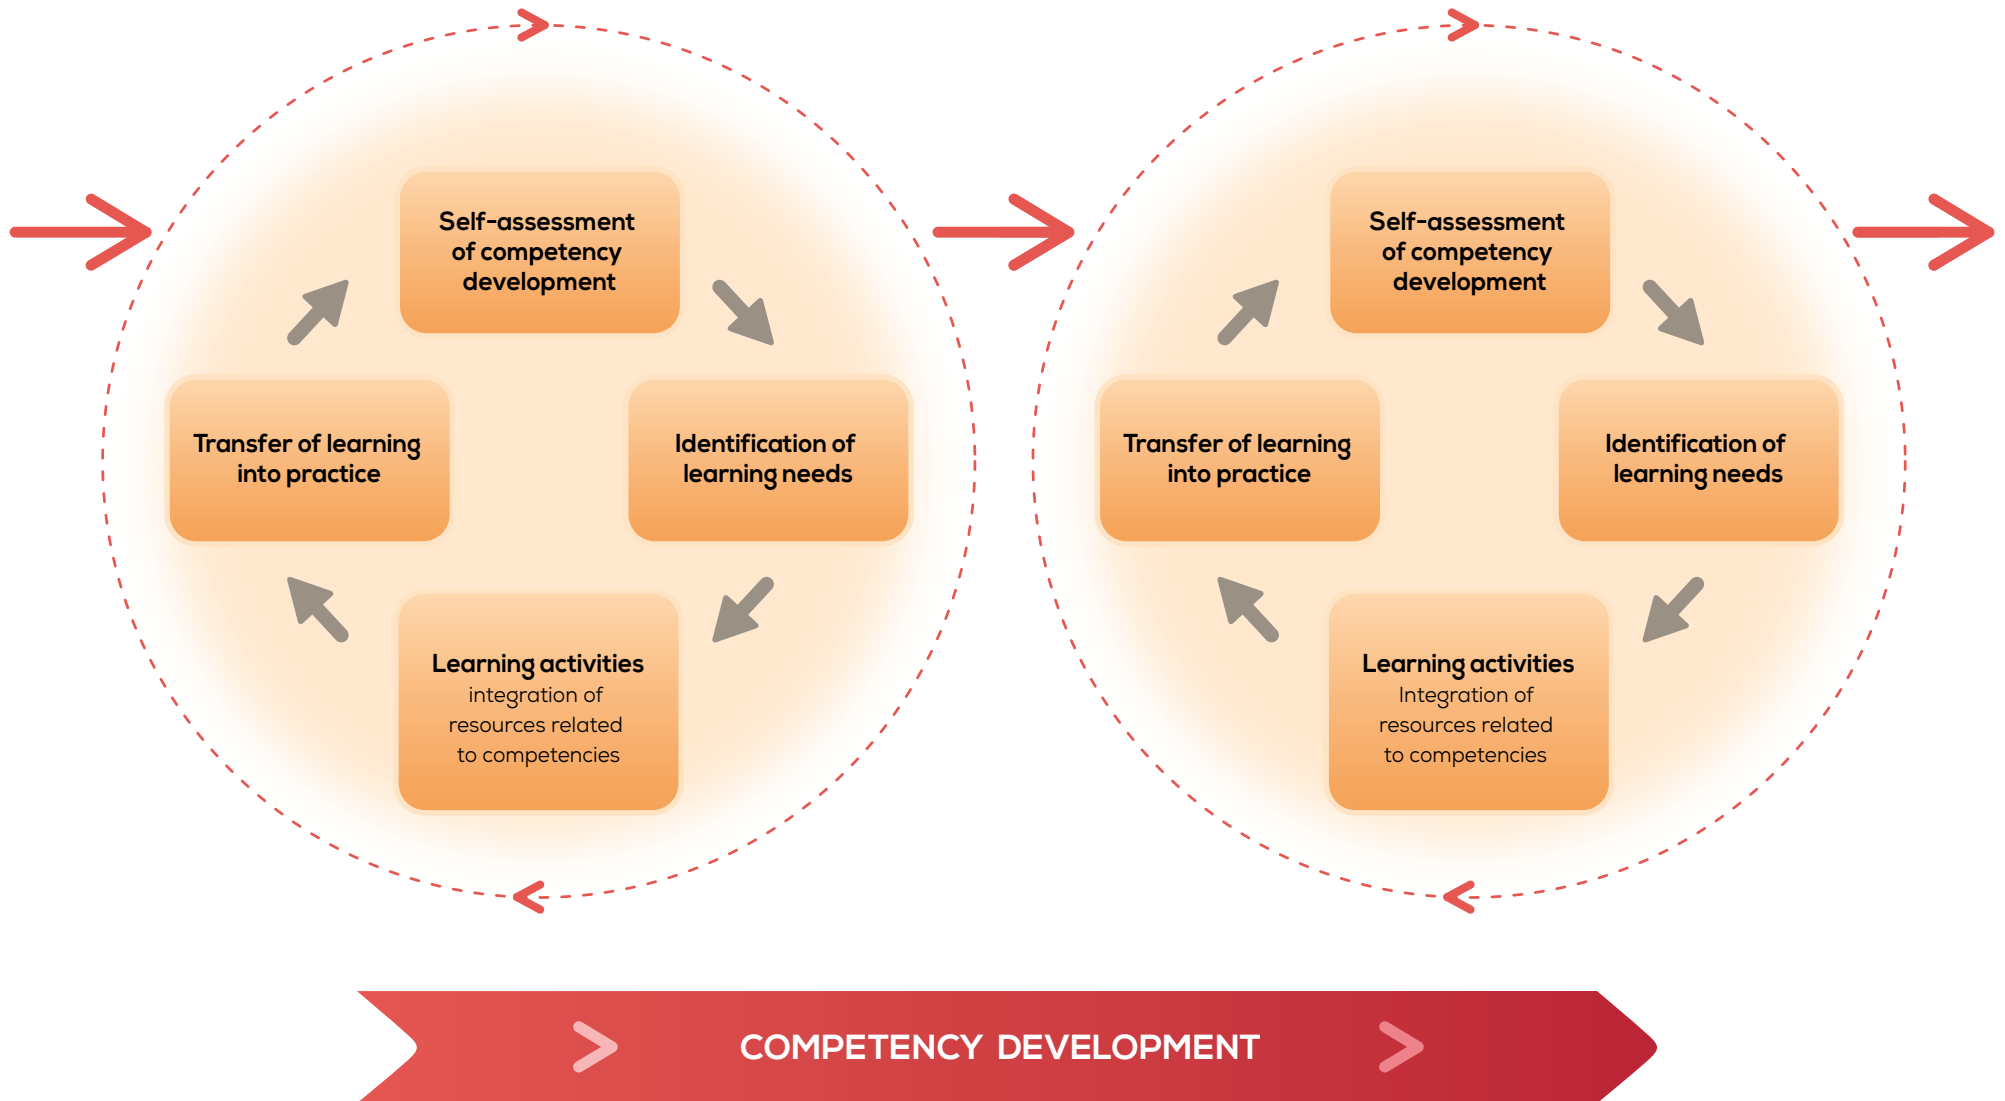 Self-assessment
of competency
development
Transfer of learning
into practice
Identification of
learning needs
Learning activities
integration of
resources related
to competencies
Self-assessment
of competency
development
Transfer of learning
into practice
Identification of
learning needs
Learning activities
Integration of
resources related
to competencies
COMPETENCY DEVELOPMENT